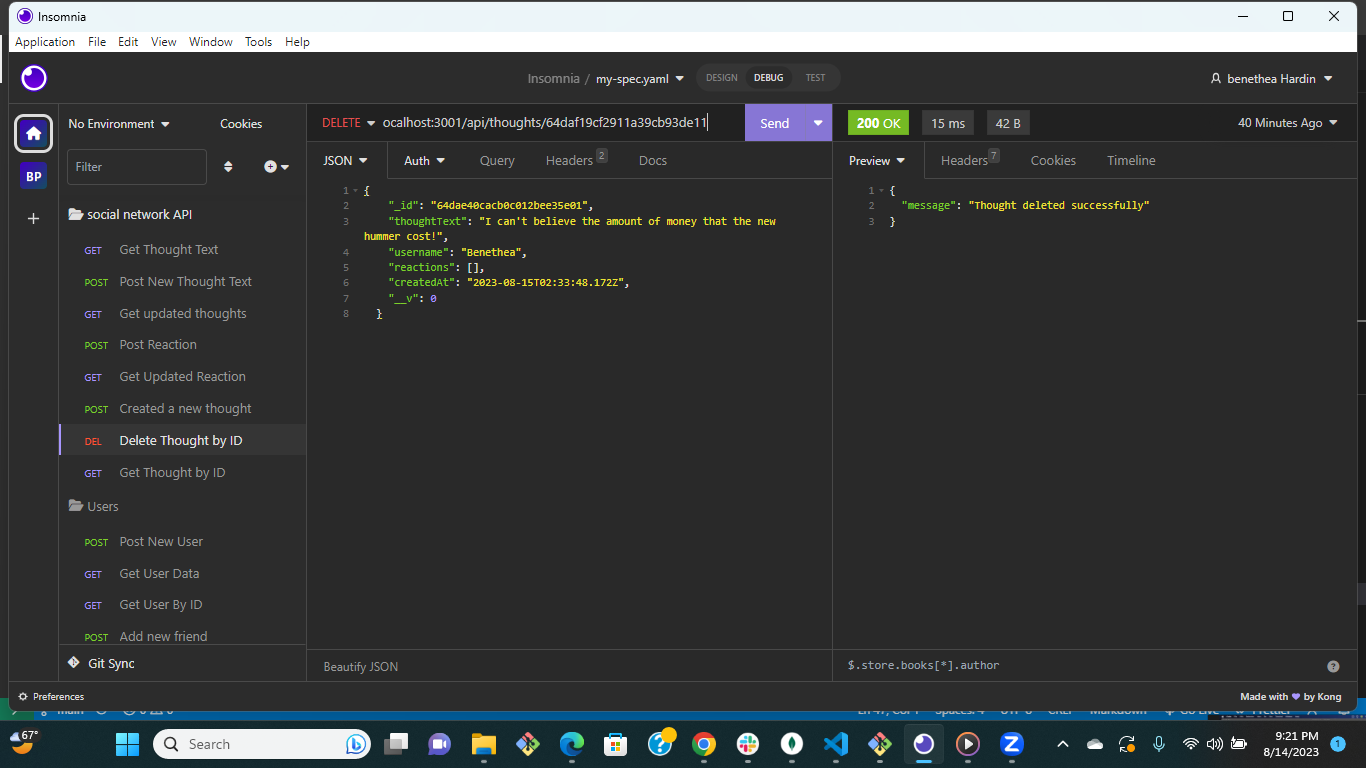 Insomnia
Application File Edit View Window Tools Help
Insomnia / my-spec.yaml DESIGN DEBUG TEST benethea Hardin
No Environment Cookies
DELETE ocalhost:3001/api/thoughts/64daf19cf2911a39cb93de11 Send 200 OK 15 ms 42 B 40 Minutes Ago
Filter
JSON Auth Query Headers 2 Docs
Preview Headers 7 Cookies Timeline
BP
social network API
GET Get Thought Text
POST Post New Thought Text
GET Get updated thoughts
POST Post Reaction
GET Get Updated Reaction
POST Created a new thought
DEL Delete Thought by ID
GET Get Thought by ID
Users
POST Post New User
GET Get User Data
GET Get User By ID
POST Add new friend
Git Sync
1 {
2 "_id": "64dae40cacb0c012bee35e01",
3 "thoughtText": "I can't believe the amount of money that the new
hummer cost!",
4 "username": "Benethea",
5 "reactions": [],
6 "createdAt": "2023-08-15T02:33:48.172Z",
7 "__v": 0
8 }
Beautify JSON
1 {
2 "message": "Thought deleted successfully"
3 }
$.store.books[*].author
Preferences Made with by Kong
67°
Search
9:21 PM
8/14/2023
1